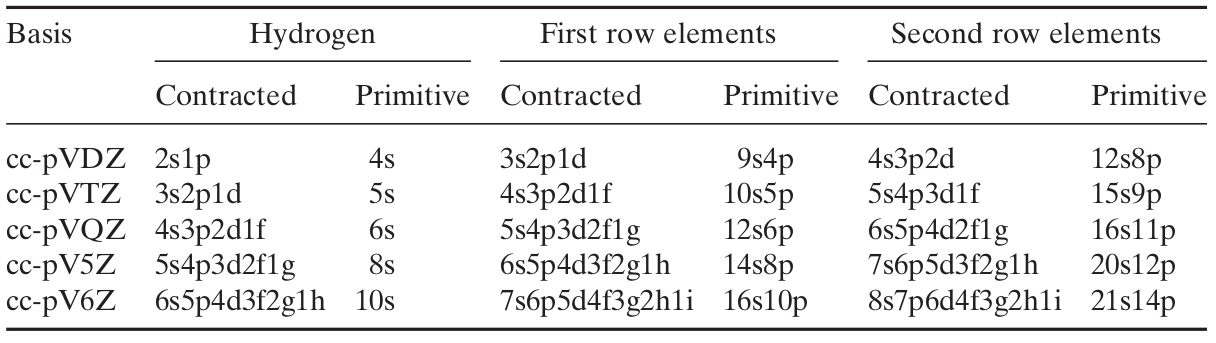 Basis Hydrogen First row elements Second row elements
Contracted Primitive Contracted Primitive Contracted Primitive
cc-pVDZ 2s1p 4s 3s2p1d 9s4p 4s3p2d 12s8p
cc-pVTZ 3s2p1d 5s 4s3p2d1f 10s5p 5s4p3d1f 15s9p
cc-pVQZ 4s3p2d1f 6s 5s4p3d2f1g 12s6p 6s5p4d2f1g 16s11p
cc-pV5Z 5s4p3d2f1g 8s 6s5p4d3f2g1h 14s8p 7s6p5d3f2g1h 20s12p
cc-pV6Z 6s5p4d3f2g1h 10s 7s6p5d4f3g2h1i 16s10p 8s7p6d4f3g2h1i 21s14p